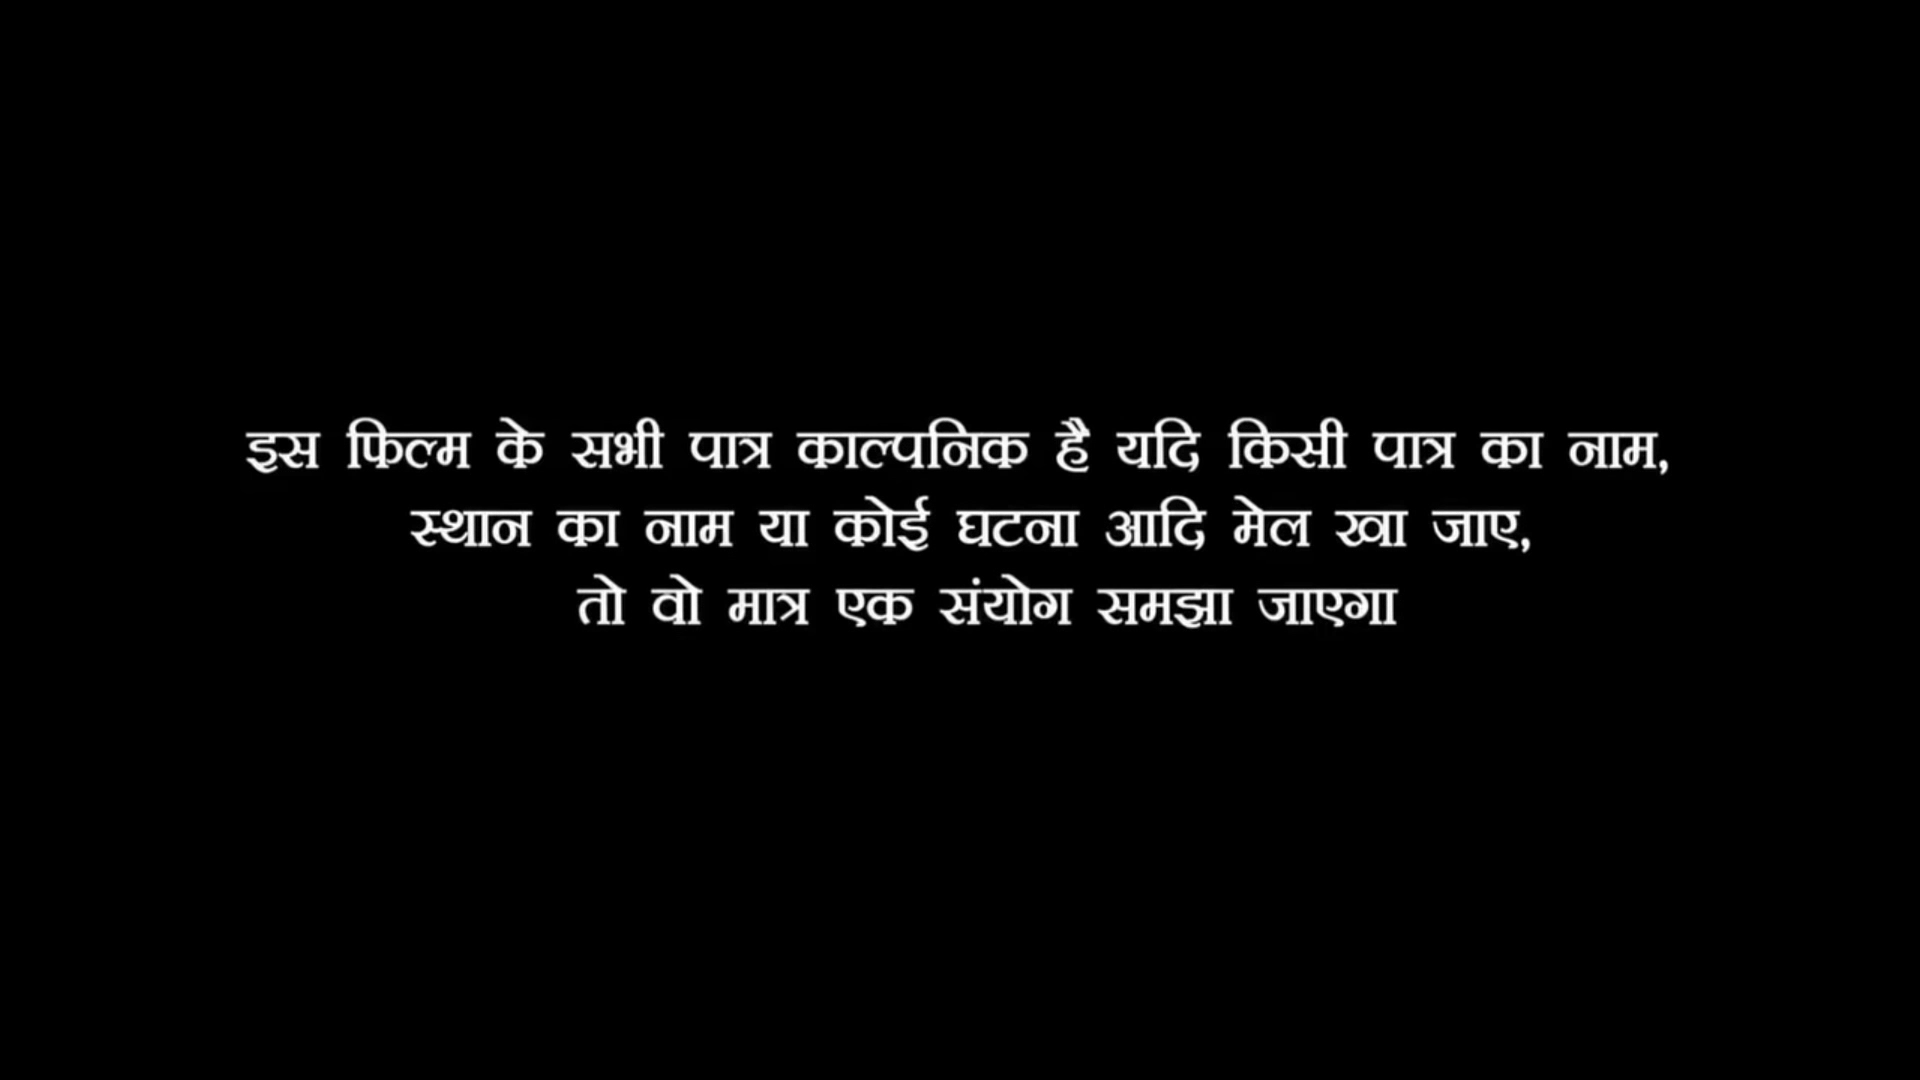 इस फिल्म के सभी पात्र काल्पनिक है यदि किसी पात्र का नाम,
स्थान का नाम या कोई घटना आदि मेल खा जाए,
तो वो मात्र एक संयोग समझा जाएगा